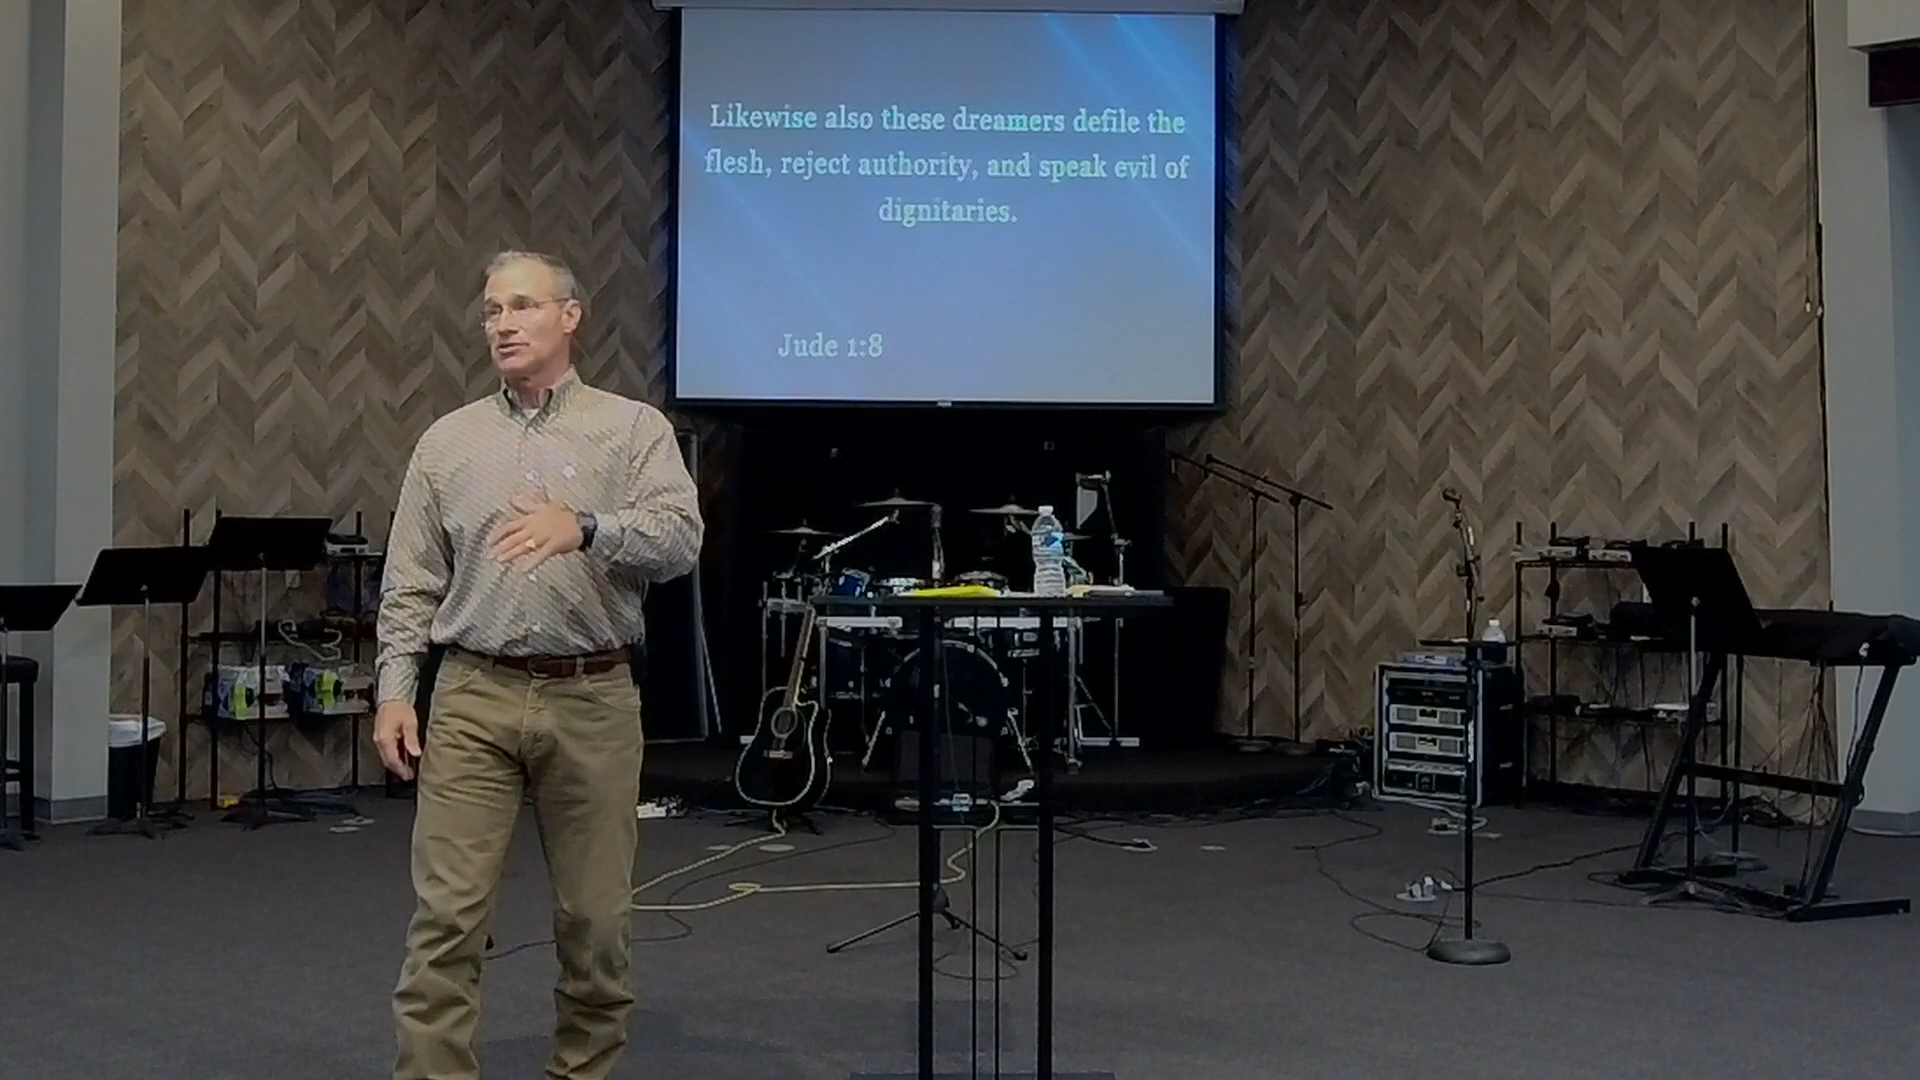 Likewise also these dreamers defile the
flesh, reject authority, and speak evil of
dignitaries.
Jude 1:8